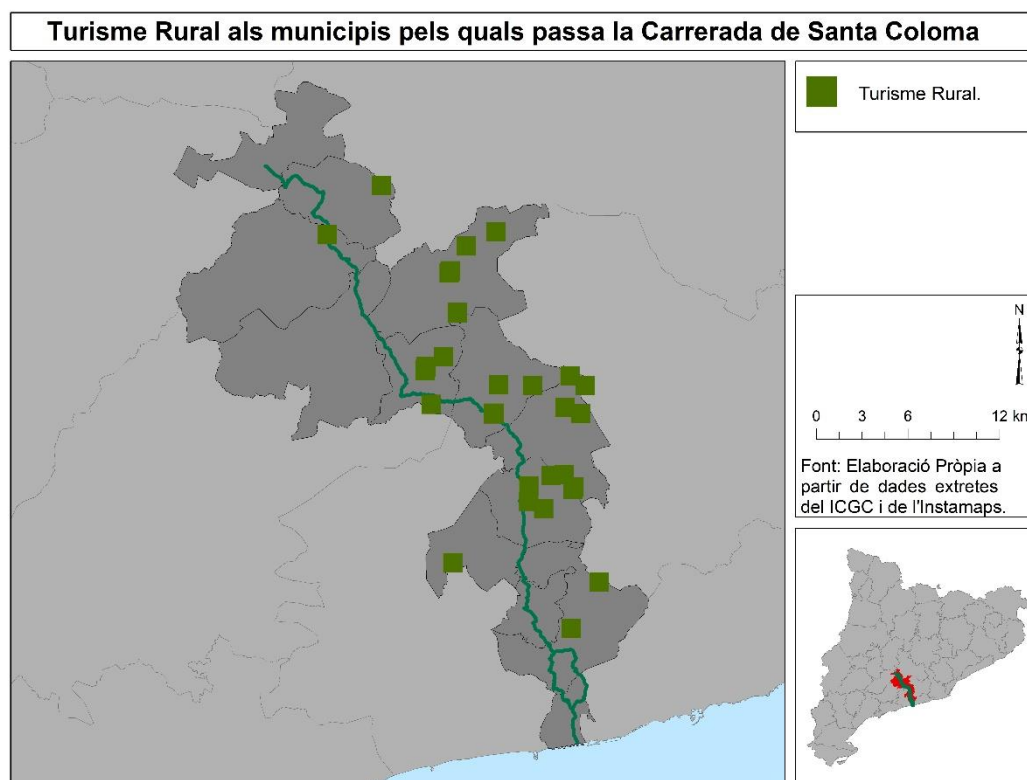 Turisme Rural als municipis pels quals passa la Carrerada de Santa Coloma
Turisme Rural.
N
0 3 6 12 km
Font: Elaboració Pròpia a
partir de dades extretes
del ICGC i de l'Instamaps.